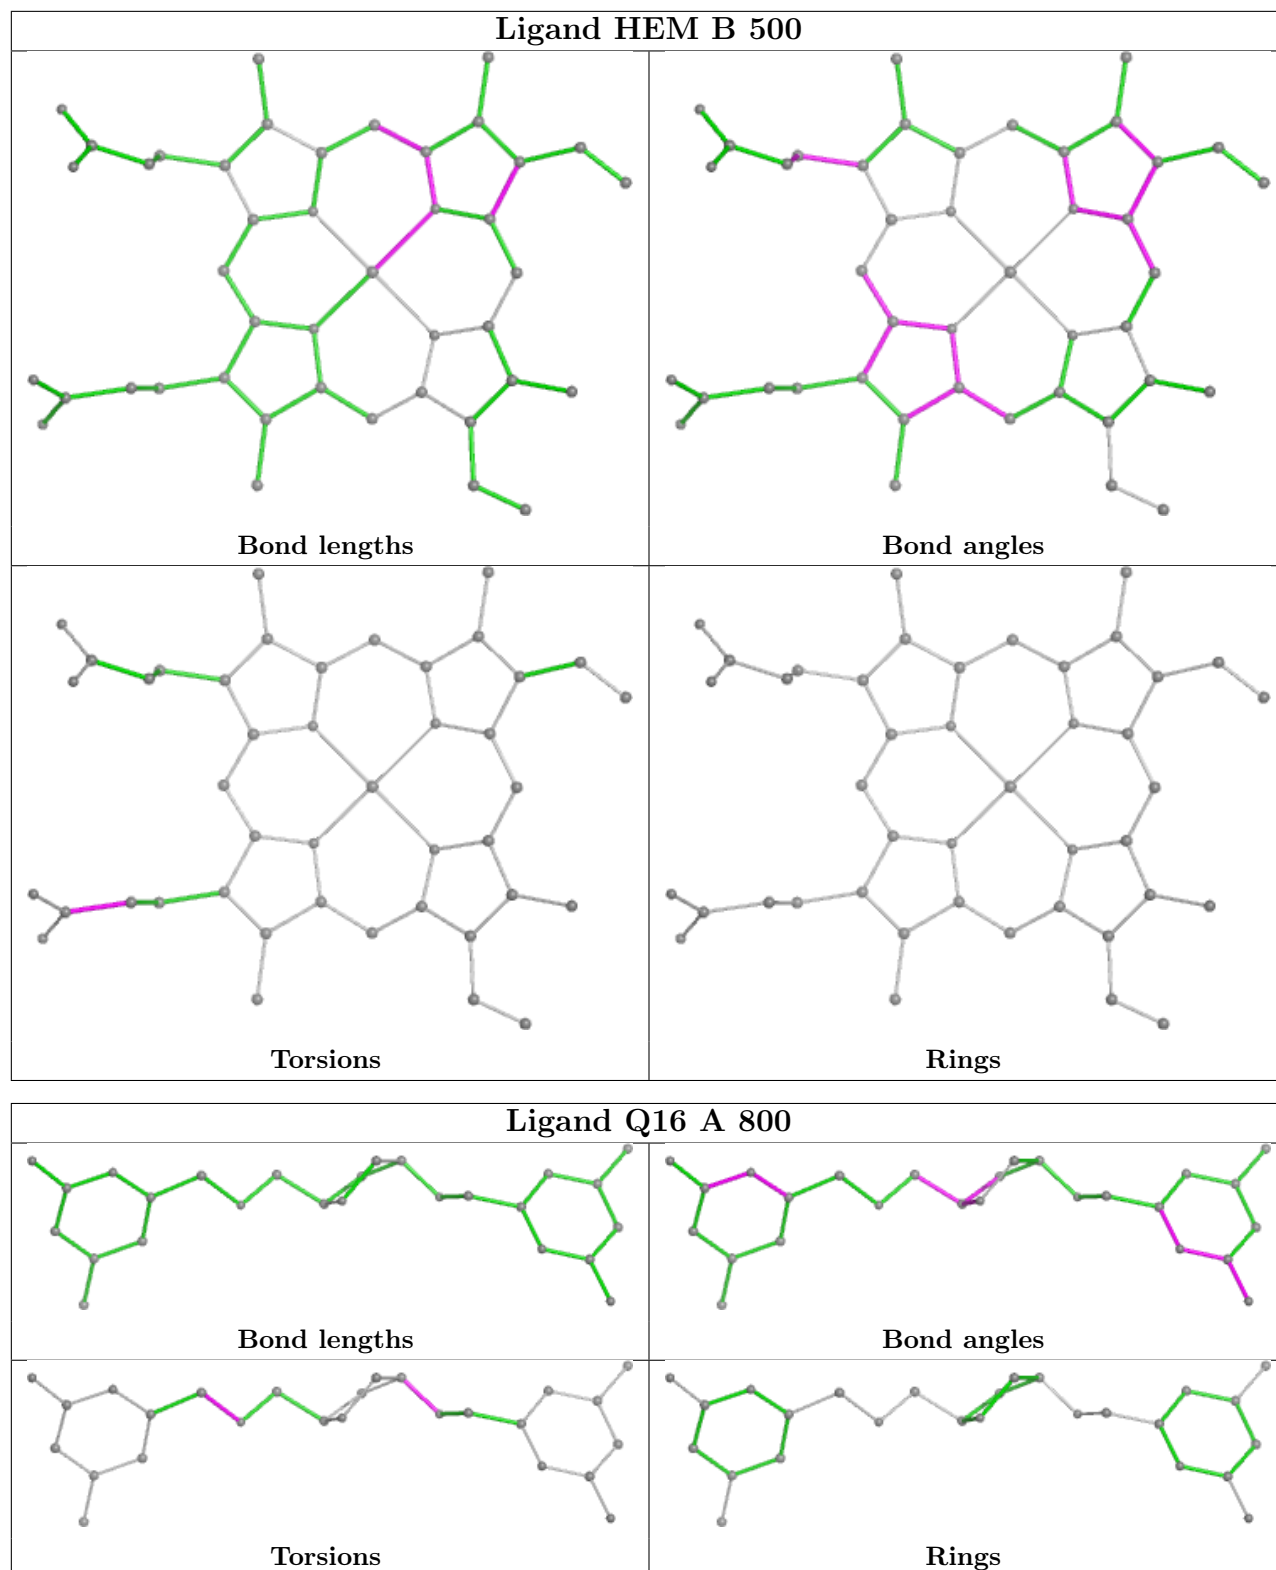 Ligand HEM B 500
Bond lengths
Bond angles
Torsions
Rings
Ligand Q16 A 800
Bond lengths
Bond angles
Torsions
Rings